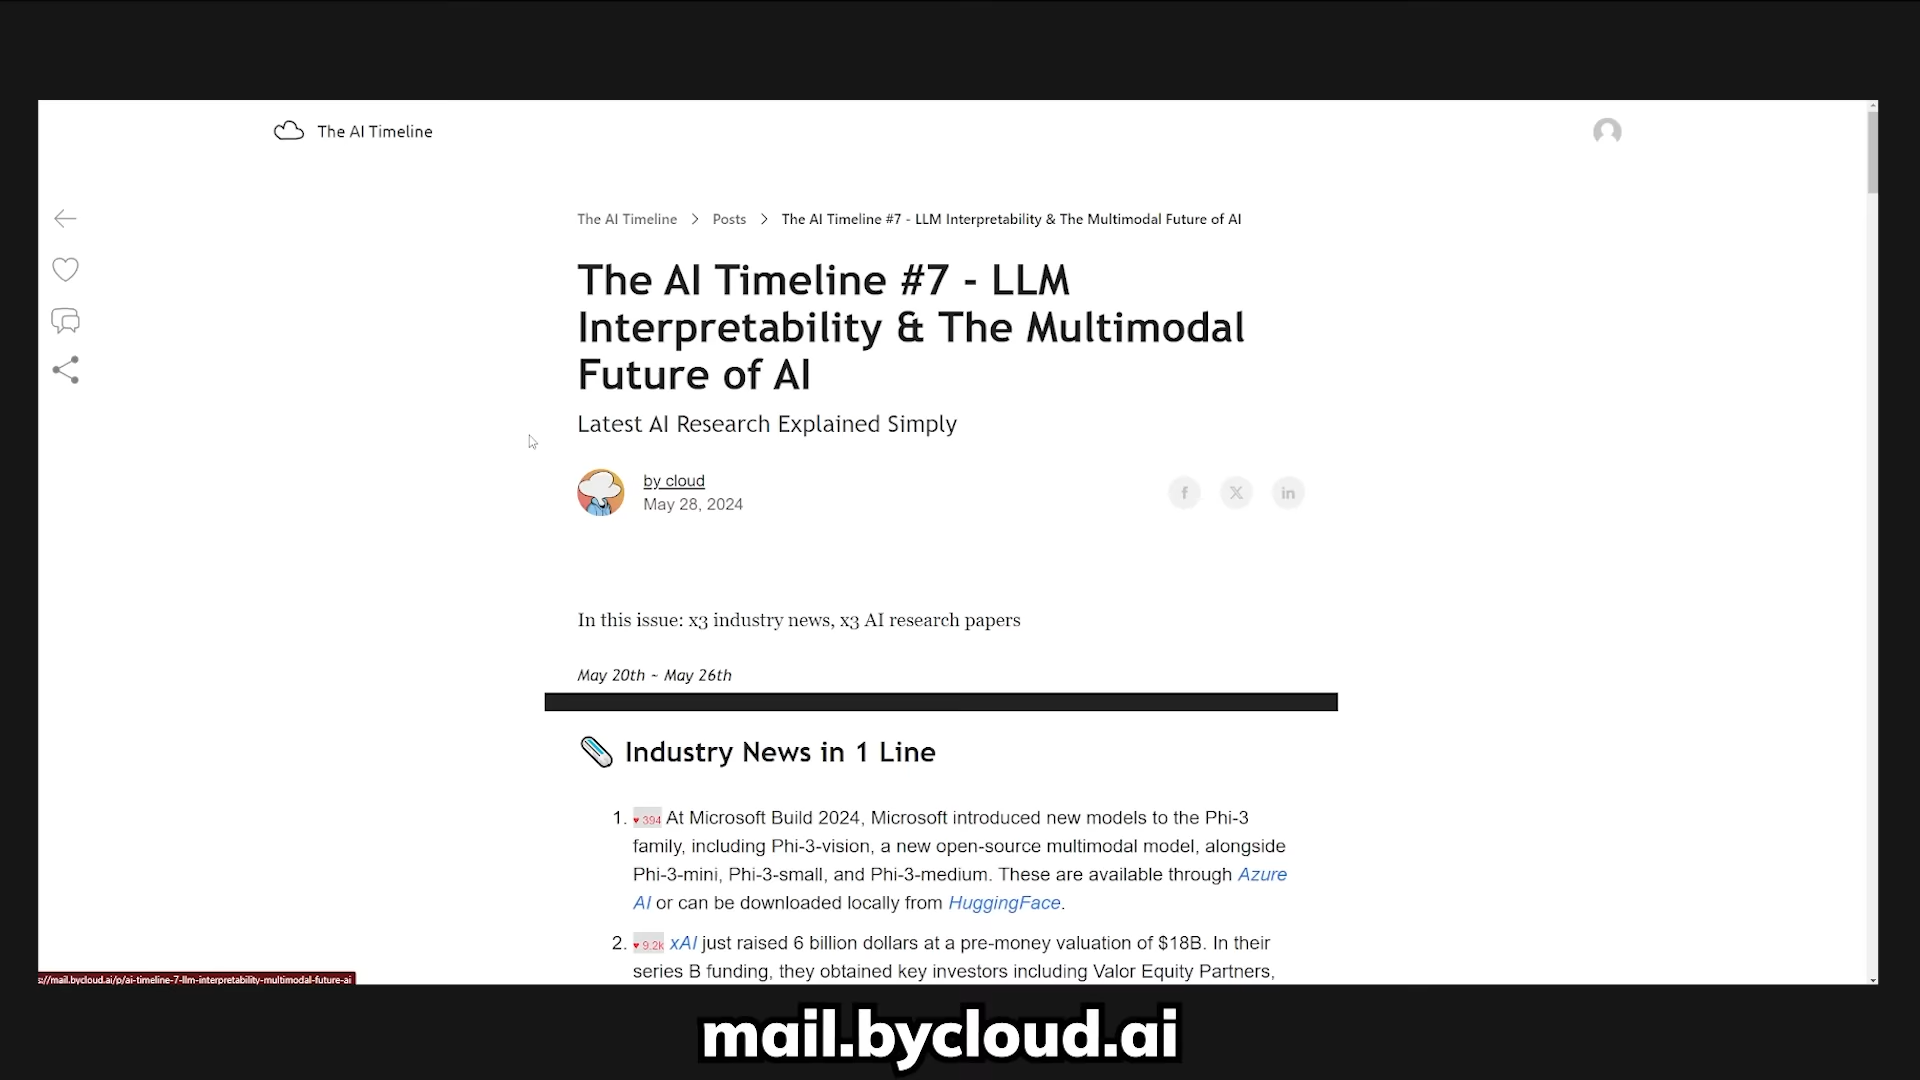 The AI Timeline
The AI Timeline > Posts > The AI Timeline #7 - LLM Interpretability & The Multimodal Future of AI
The AI Timeline #7 - LLM
Interpretability & The Multimodal
Future of AI
Latest AI Research Explained Simply
by cloud
May 28, 2024
f X in
In this issue: x3 industry news, x3 AI research papers
May 20th ~ May 26th
Industry News in 1 Line
1. ♥ 394 At Microsoft Build 2024, Microsoft introduced new models to the Phi-3
family, including Phi-3-vision, a new open-source multimodal model, alongside
Phi-3-mini, Phi-3-small, and Phi-3-medium. These are available through Azure
AI or can be downloaded locally from HuggingFace.
2. ♥ 9.2k xAI just raised 6 billion dollars at a pre-money valuation of $18B. In their
series B funding, they obtained key investors including Valor Equity Partners,
s://mail.bycloud.ai/p/ai-timeline-7-llm-interpretability-multimodal-future-ai
mail.bycloud.ai